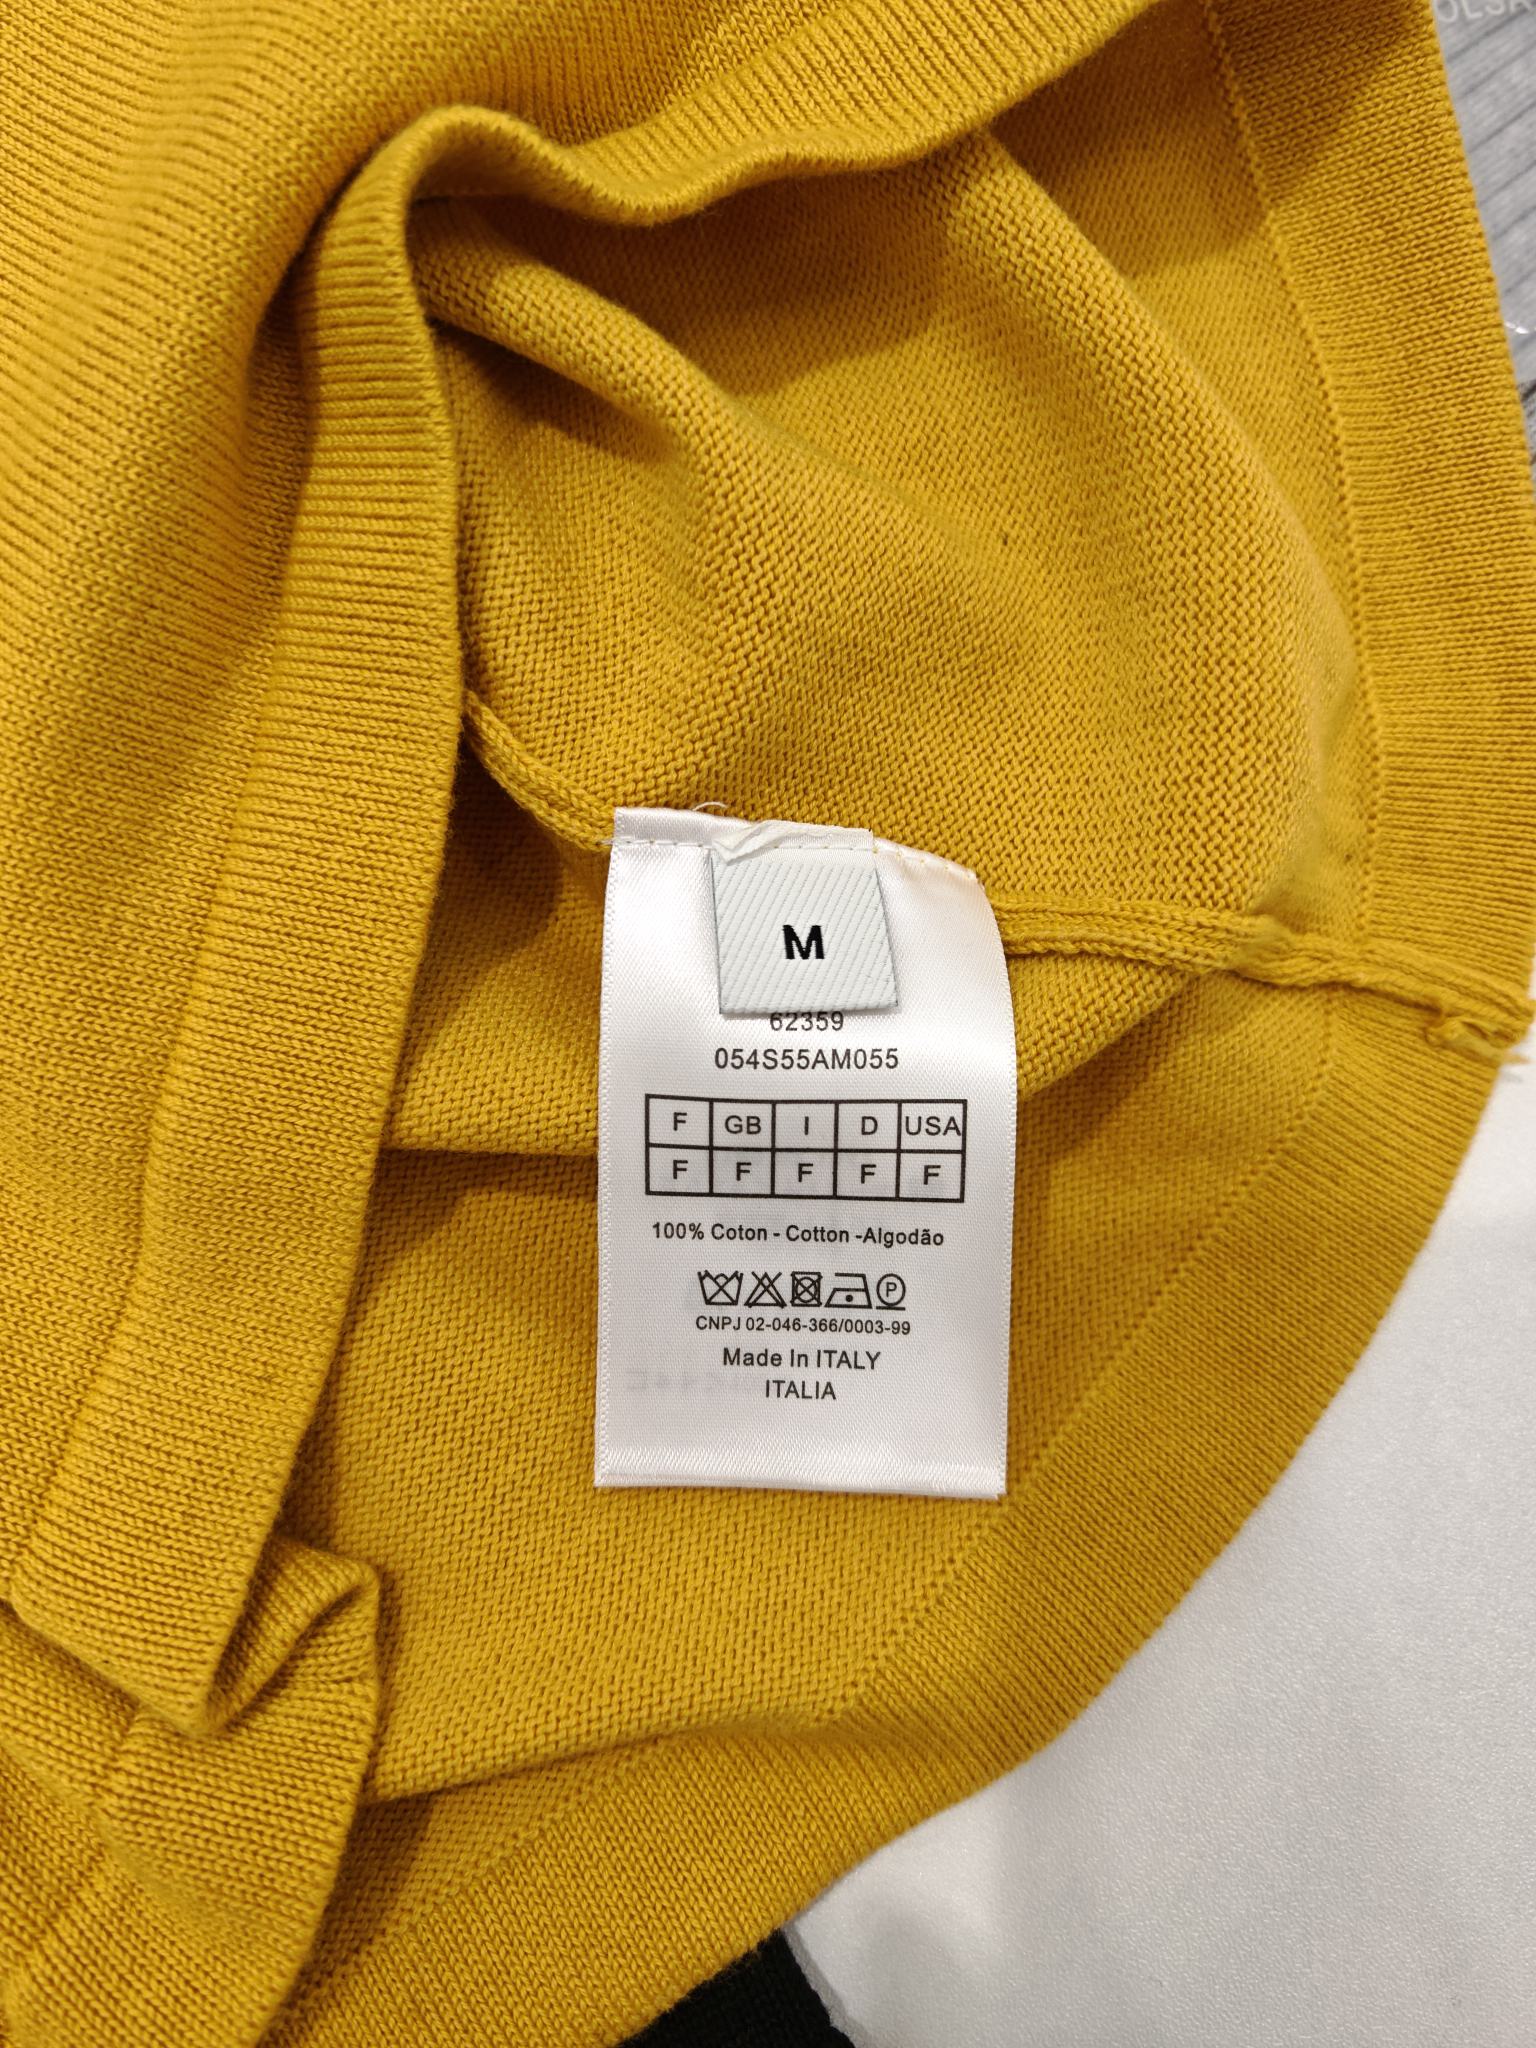 M
62359
054S55AM055
F GB I D USA
F F F F F
100% Coton - Cotton -Algodão
P
CNPJ 02-046-366/0003-99
Made In ITALY
ITALIA